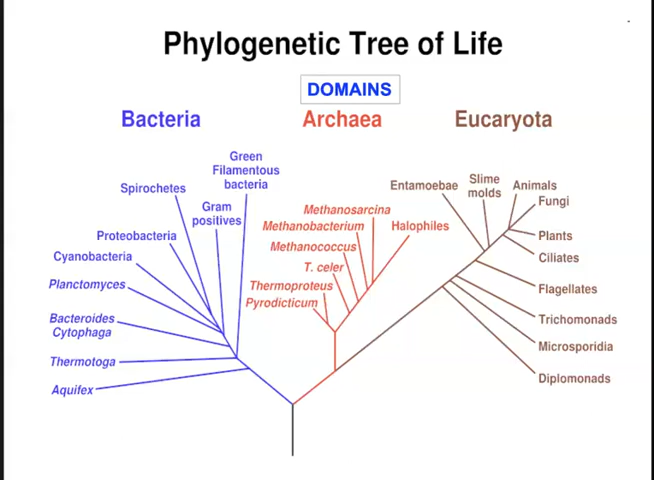 Phylogenetic Tree of Life
DOMAINS
Bacteria
Archaea
Eucaryota
Green
Filamentous
bacteria
Spirochetes
Gram
positives
Proteobacteria
Cyanobacteria
Planctomyces
Bacteroides
Cytophaga
Thermotoga
Aquifex
Methanosarcina
Methanobacterium
Halophiles
Methanococcus
T. celer
Thermoproteus
Pyrodicticum
Entamoebae
Slime
molds
Animals
Fungi
Plants
Ciliates
Flagellates
Trichomonads
Microsporidia
Diplomonads